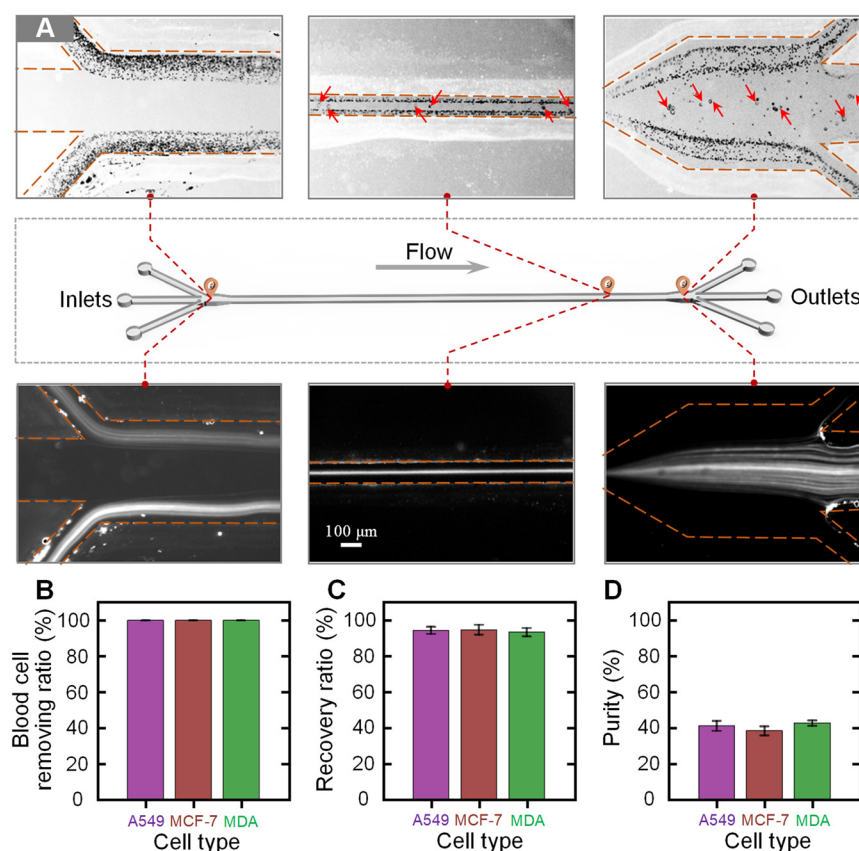 A
Flow
Inlets
Outlets
100 µm
B
Blood cell
removing ratio (%)
100
80
60
40
20
0
A549 MCF-7 MDA
Cell type
C
Recovery ratio (%)
100
80
60
40
20
0
A549 MCF-7 MDA
Cell type
D
Purity (%)
100
80
60
40
20
0
A549 MCF-7 MDA
Cell type